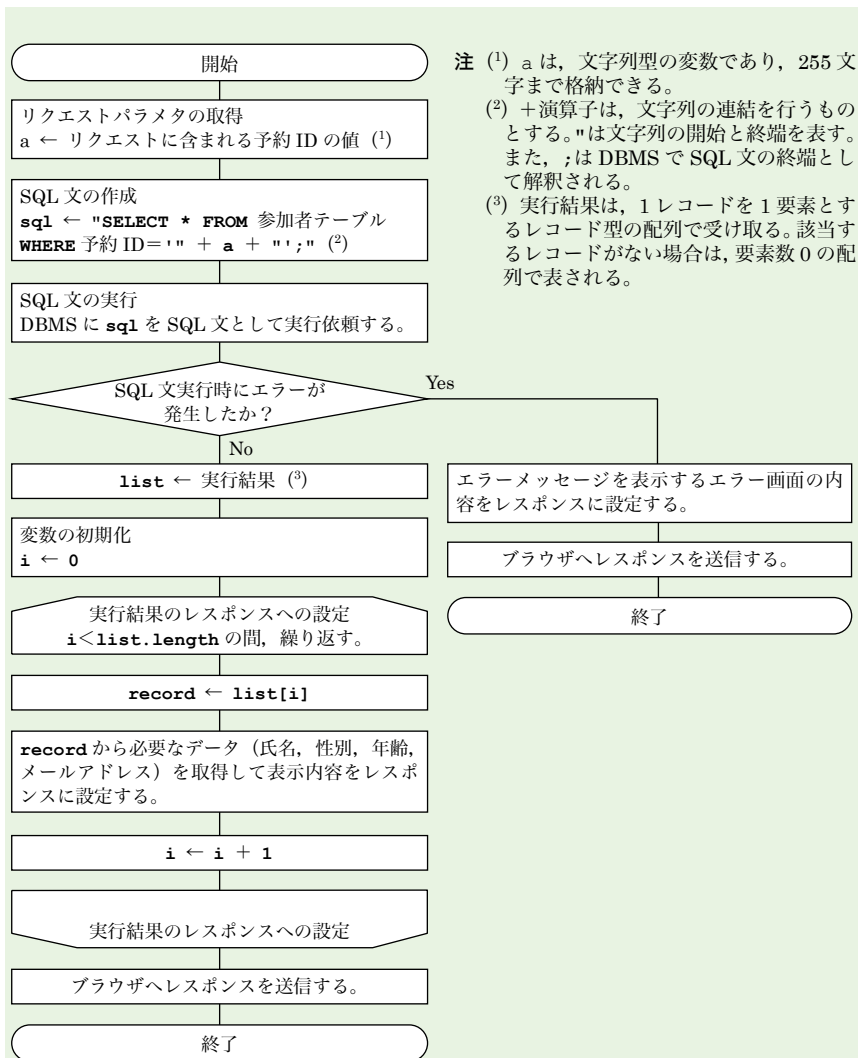 開始
リクエストパラメタの取得
a ← リクエストに含まれる予約 ID の値 (¹)
SQL 文の作成
sql ← "SELECT * FROM 参加者テーブル
WHERE 予約 ID='" + a + "';" (²)
SQL 文の実行
DBMS に sql を SQL 文として実行依頼する。
SQL 文実行時にエラーが
発生したか？
Yes
No
list ← 実行結果 (³)
変数の初期化
i ← 0
実行結果のレスポンスへの設定
i＜list.length の間，繰り返す。
record ← list[i]
record から必要なデータ（氏名，性別，年齢，
メールアドレス）を取得して表示内容をレスポ
ンスに設定する。
i ← i + 1
実行結果のレスポンスへの設定
ブラウザへレスポンスを送信する。
終了
エラーメッセージを表示するエラー画面の内
容をレスポンスに設定する。
ブラウザへレスポンスを送信する。
終了
注 (¹) a は，文字列型の変数であり，255 文
字まで格納できる。
(²) ＋演算子は，文字列の連結を行うもの
とする。"は文字列の開始と終端を表す。
また，;は DBMS で SQL 文の終端とし
て解釈される。
(³) 実行結果は，1 レコードを 1 要素とす
るレコード型の配列で受け取る。該当す
るレコードがない場合は，要素数 0 の配
列で表される。